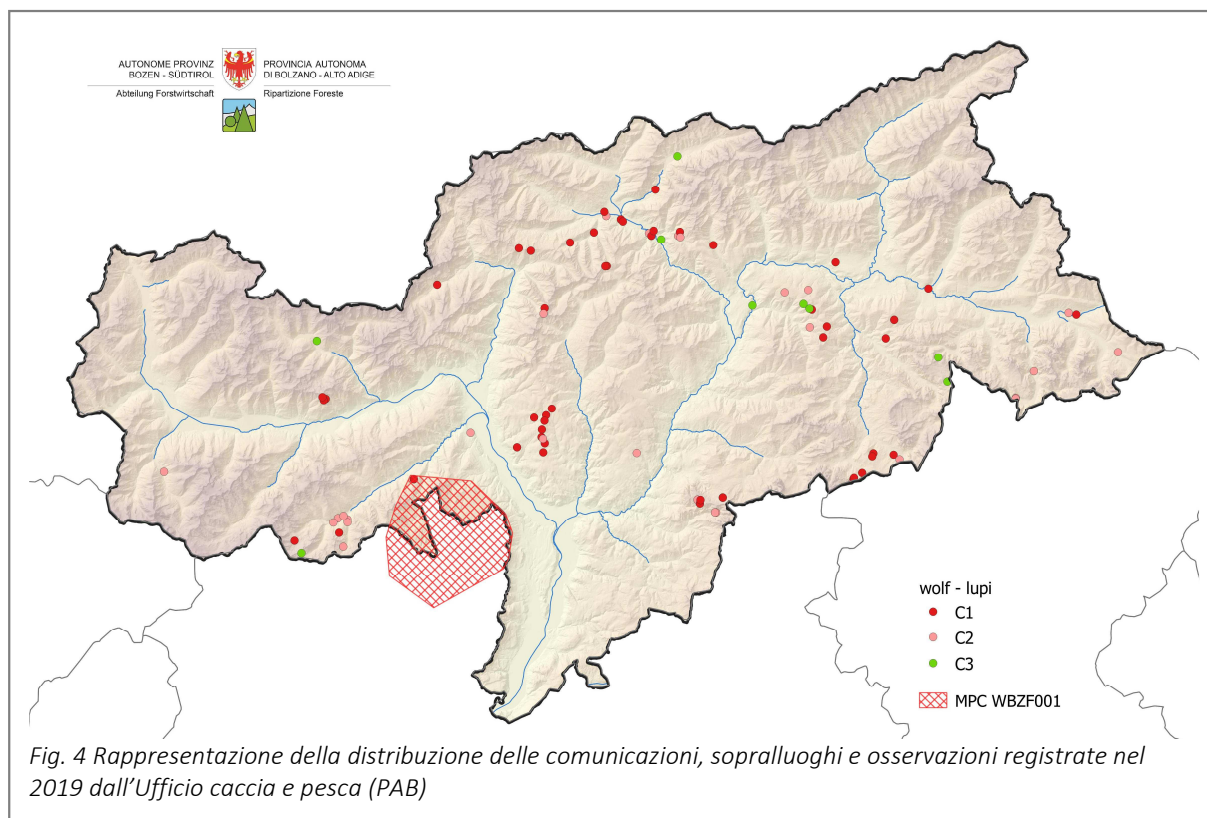 AUTONOME PROVINZ
BOZEN - SÜDTIROL
PROVINCIA AUTONOMA
DI BOLZANO - ALTO ADIGE
Abteilung Forstwirtschaft
Ripartizione Foreste
wolf - lupi
C1
C2
C3
MPC WBZF001
Fig. 4 Rappresentazione della distribuzione delle comunicazioni, sopralluoghi e osservazioni registrate nel
2019 dall’Ufficio caccia e pesca (PAB)